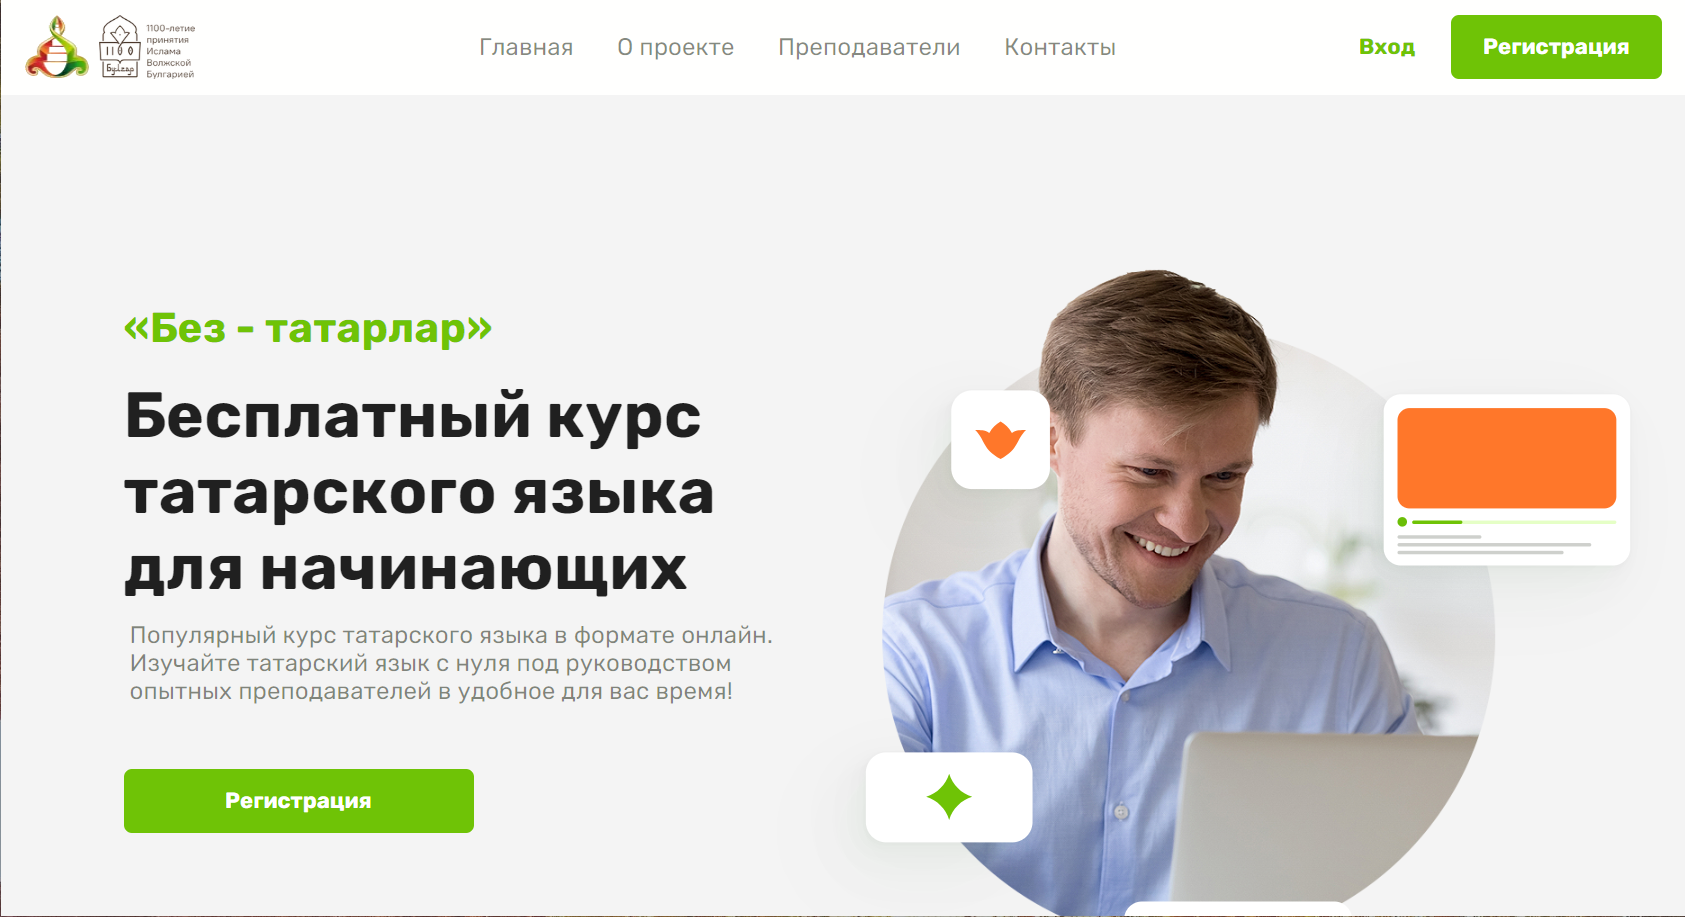 1100-летие
принятия
Ислама
Волжской
Булгарией
1100
Булгар
Главная
О проекте
Преподаватели
Контакты
Вход
Регистрация
«Без - татарлар»
Бесплатный курс
татарского языка
для начинающих
Популярный курс татарского языка в формате онлайн.
Изучайте татарский язык с нуля под руководством
опытных преподавателей в удобное для вас время!
Регистрация